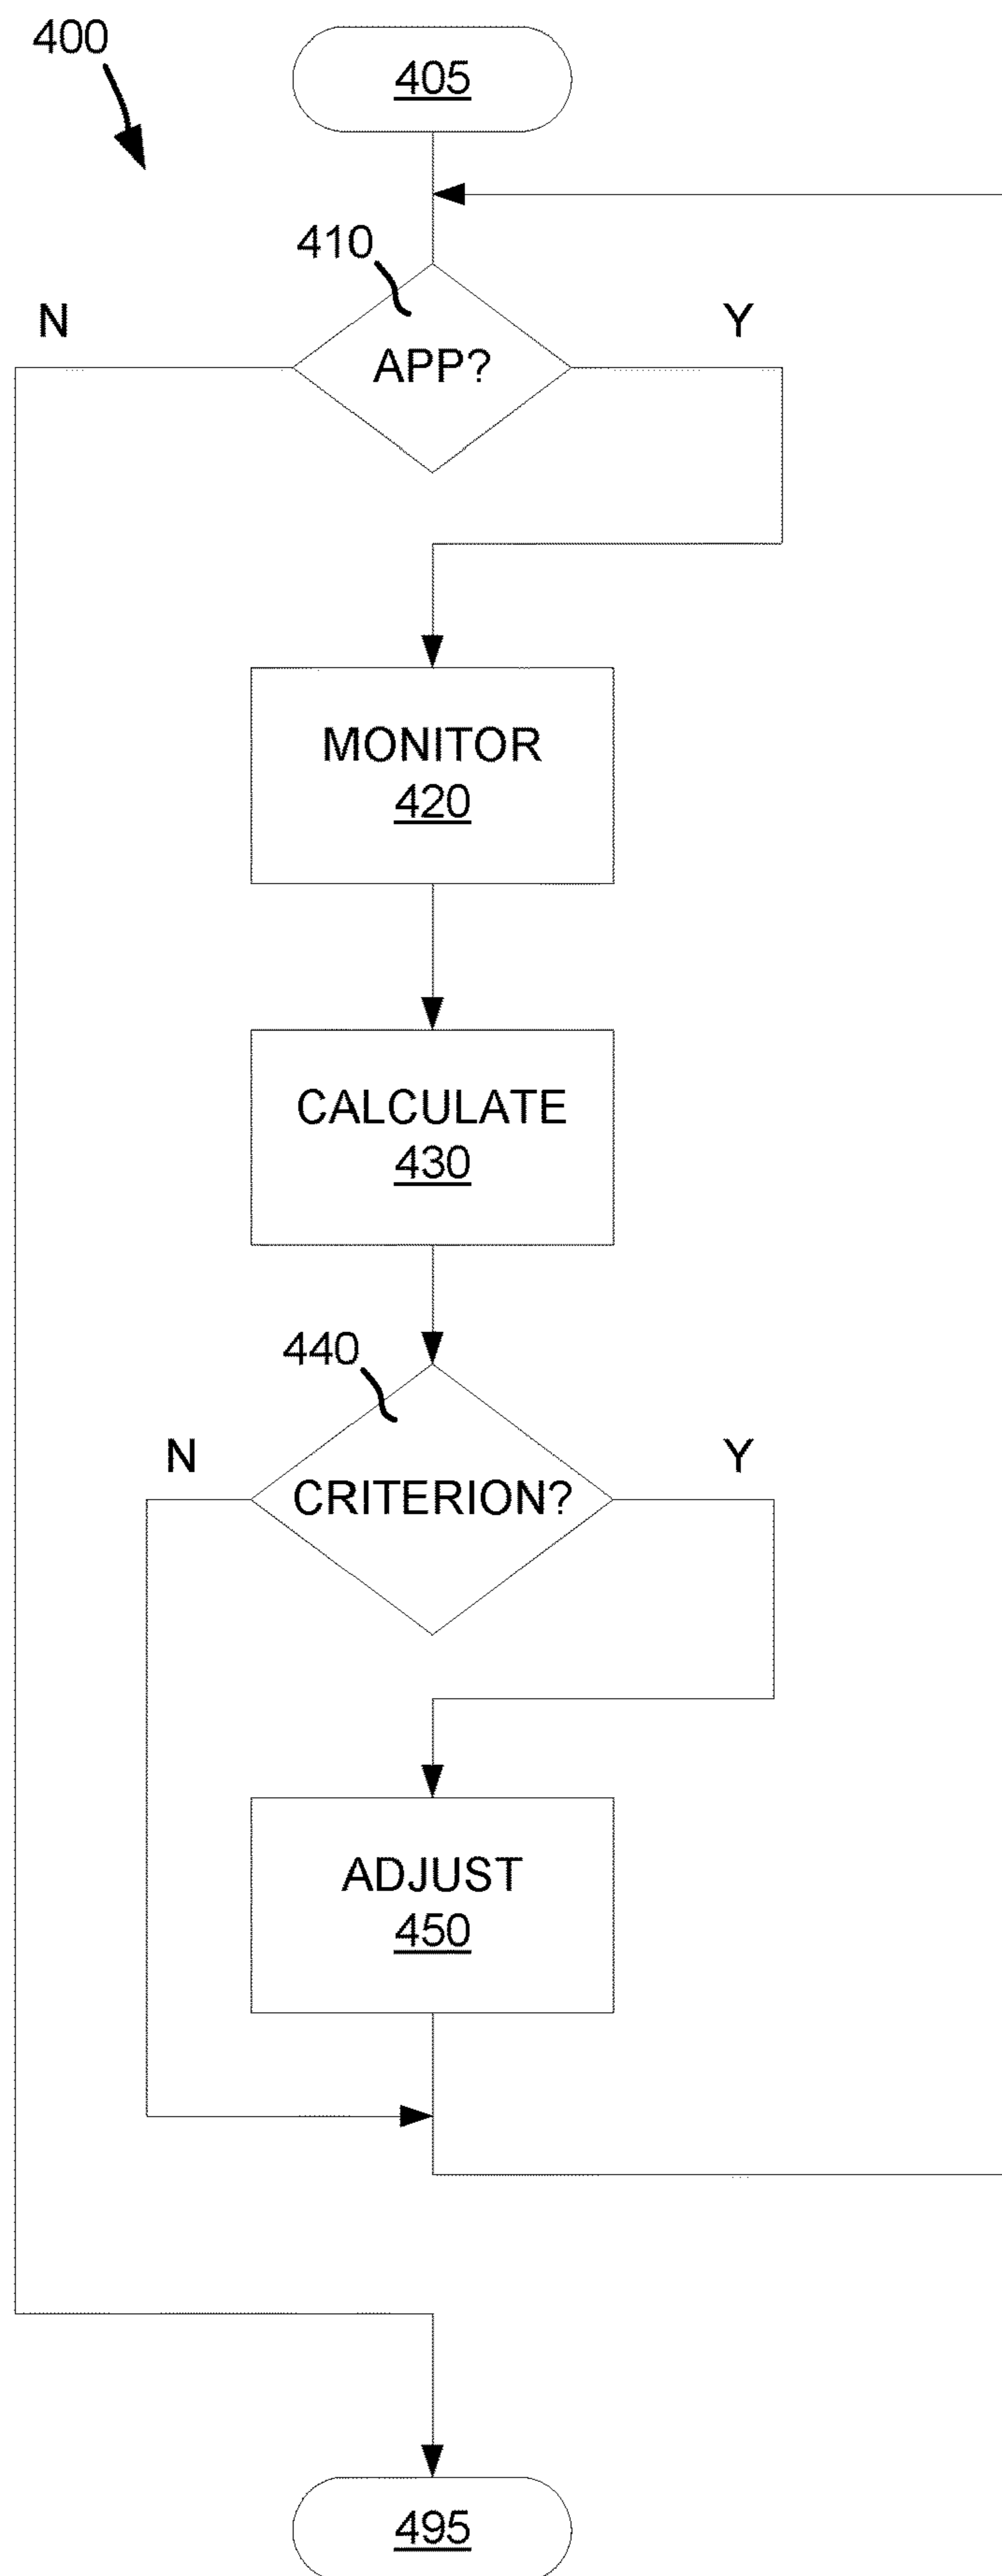 400
405
410
N
Y
APP?
MONITOR
420
CALCULATE
430
440
N
Y
CRITERION?
ADJUST
450
495